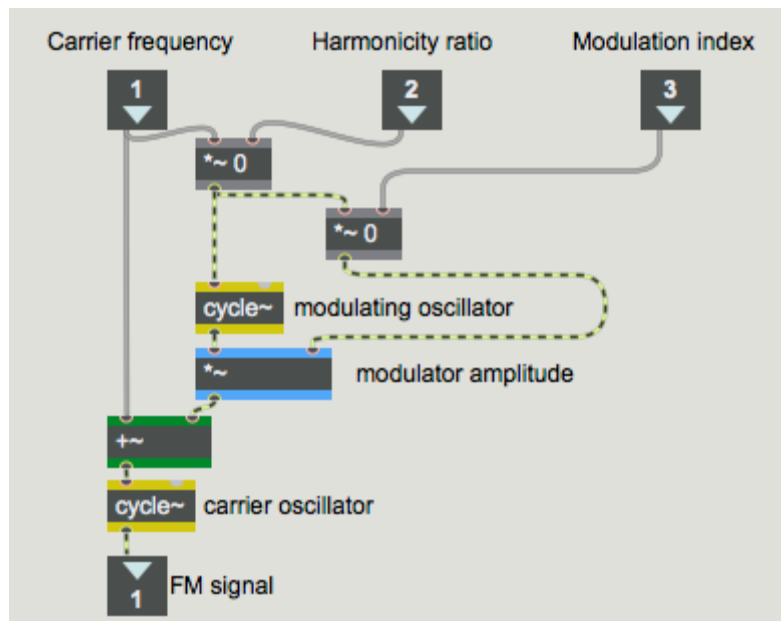 Carrier frequency
Harmonicity ratio
Modulation index
1
2
3
*~ 0
*~ 0
cycle~
modulating oscillator
*~
modulator amplitude
+~
cycle~
carrier oscillator
1
FM signal